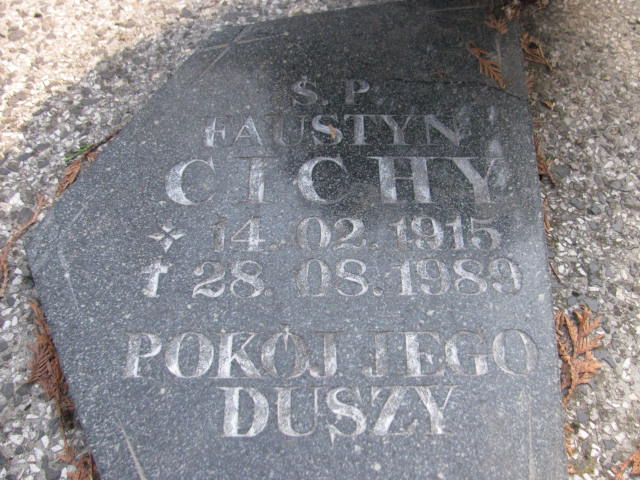 Ś. P.
FAUSTYN
CICHY
* 14.02.1915
† 28.08.1989
POKÓJ JEGO
DUSZY